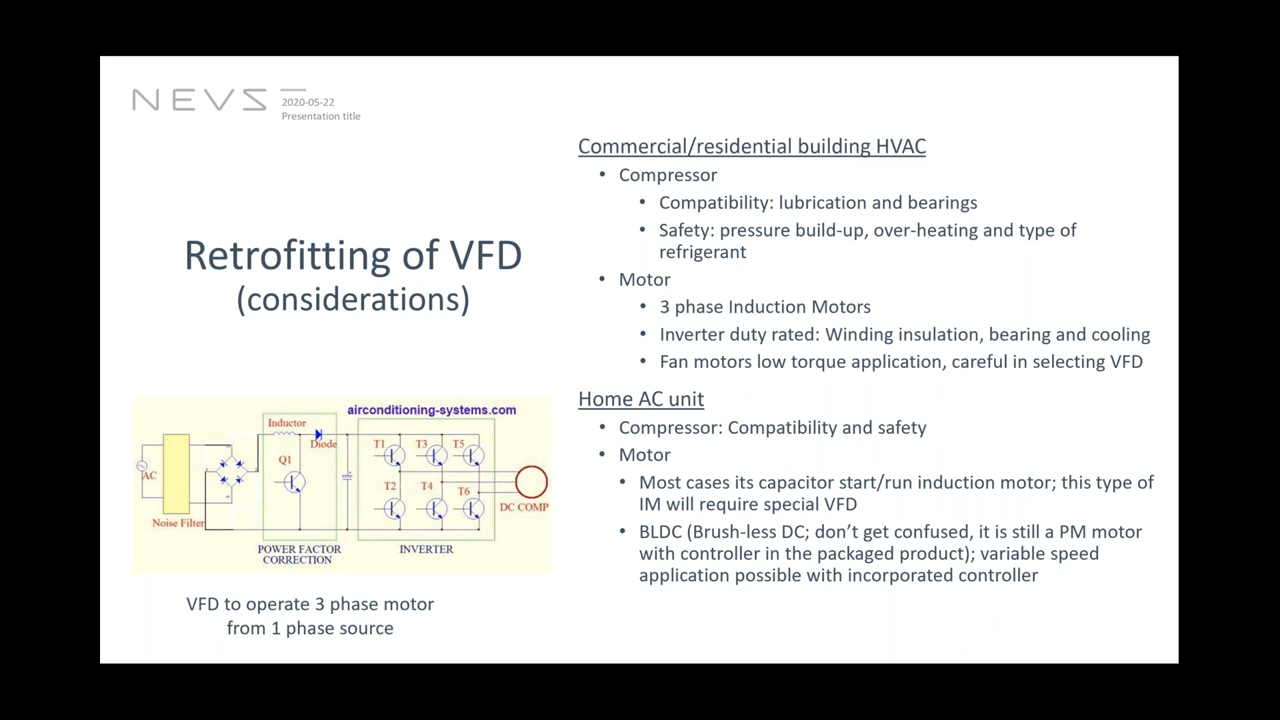 NEVS
2020-05-22
Presentation title
Retrofitting of VFD
(considerations)
airconditioning-systems.com
Inductor
Diode
Q1
T1
T3
T5
AC
T2
T4
T6
DC COMP
Noise Filter
POWER FACTOR
CORRECTION
INVERTER
VFD to operate 3 phase motor
from 1 phase source
Commercial/residential building HVAC
• Compressor
• Compatibility: lubrication and bearings
• Safety: pressure build-up, over-heating and type of
refrigerant
• Motor
• 3 phase Induction Motors
• Inverter duty rated: Winding insulation, bearing and cooling
• Fan motors low torque application, careful in selecting VFD
Home AC unit
• Compressor: Compatibility and safety
• Motor
• Most cases its capacitor start/run induction motor; this type of
IM will require special VFD
• BLDC (Brush-less DC; don’t get confused, it is still a PM motor
with controller in the packaged product); variable speed
application possible with incorporated controller